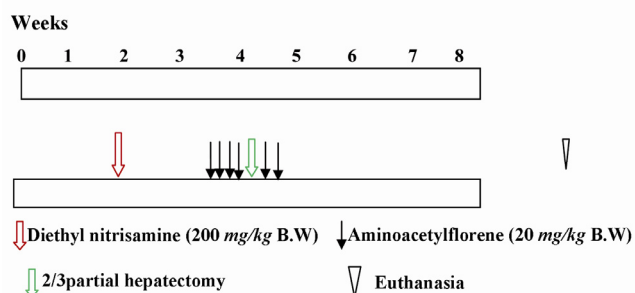 Weeks
0 1 2 3 4 5 6 7 8
Diethyl nitrisamine (200 mg/kg B.W) Aminoacetylflorene (20 mg/kg B.W)
2/3partial hepatectomy Euthanasia